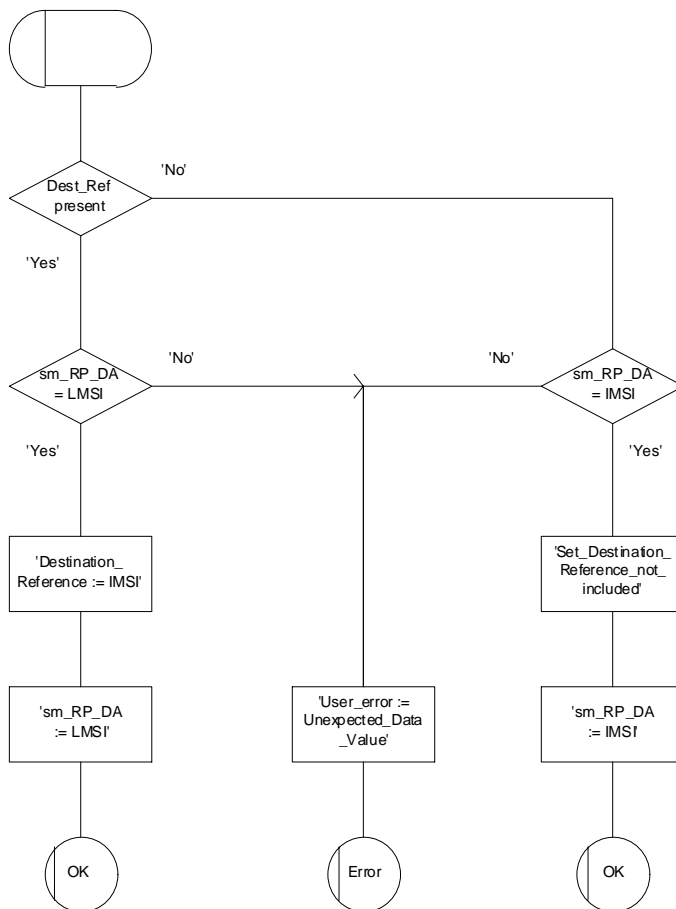 'No'
Dest_Ref
present
'Yes'
'No'
'No'
sm_RP_DA
= LMSI
sm_RP_DA
= IMSI
'Yes'
'Yes'
'Destination_
Reference := IMSI'
'Set_Destination_
Reference_not_
included'
'sm_RP_DA
:= LMSI'
'User_error :=
Unexpected_Data
_Value'
'sm_RP_DA
:= IMSI'
OK
Error
OK